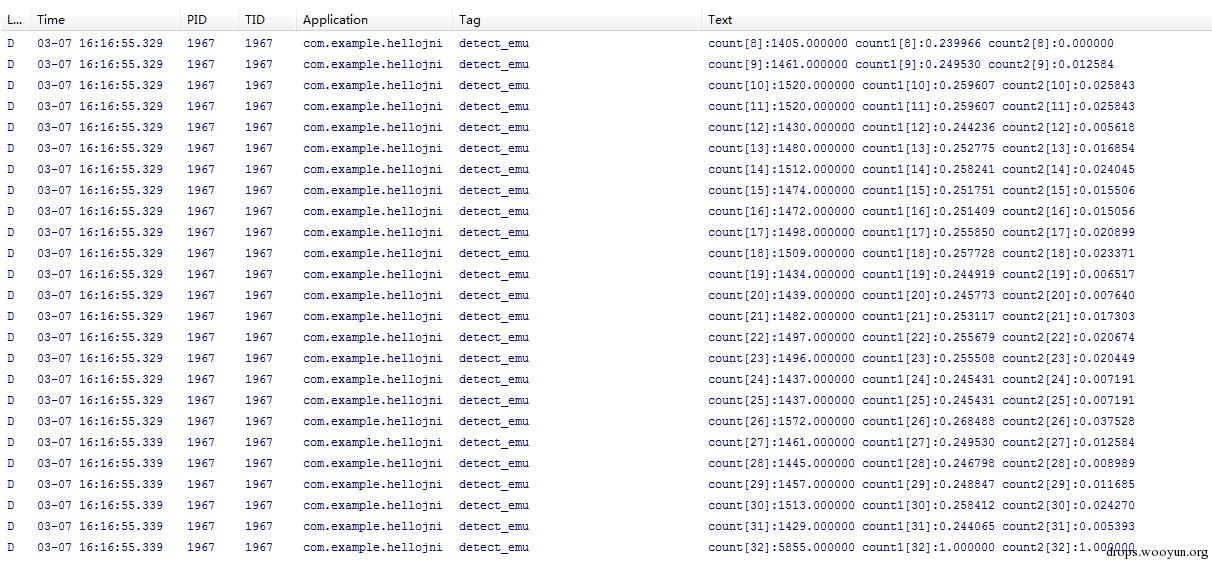 L... Time PID TID Application Tag Text
D 03-07 16:16:55.329 1967 1967 com.example.hellojni detect_emu count[8]:1405.000000 count1[8]:0.239966 count2[8]:0.000000
D 03-07 16:16:55.329 1967 1967 com.example.hellojni detect_emu count[9]:1461.000000 count1[9]:0.249530 count2[9]:0.012584
D 03-07 16:16:55.329 1967 1967 com.example.hellojni detect_emu count[10]:1520.000000 count1[10]:0.259607 count2[10]:0.025843
D 03-07 16:16:55.329 1967 1967 com.example.hellojni detect_emu count[11]:1520.000000 count1[11]:0.259607 count2[11]:0.025843
D 03-07 16:16:55.329 1967 1967 com.example.hellojni detect_emu count[12]:1430.000000 count1[12]:0.244236 count2[12]:0.005618
D 03-07 16:16:55.329 1967 1967 com.example.hellojni detect_emu count[13]:1480.000000 count1[13]:0.252775 count2[13]:0.016854
D 03-07 16:16:55.329 1967 1967 com.example.hellojni detect_emu count[14]:1512.000000 count1[14]:0.258241 count2[14]:0.024045
D 03-07 16:16:55.329 1967 1967 com.example.hellojni detect_emu count[15]:1474.000000 count1[15]:0.251751 count2[15]:0.015506
D 03-07 16:16:55.329 1967 1967 com.example.hellojni detect_emu count[16]:1472.000000 count1[16]:0.251409 count2[16]:0.015056
D 03-07 16:16:55.329 1967 1967 com.example.hellojni detect_emu count[17]:1498.000000 count1[17]:0.255850 count2[17]:0.020899
D 03-07 16:16:55.329 1967 1967 com.example.hellojni detect_emu count[18]:1509.000000 count1[18]:0.257728 count2[18]:0.023371
D 03-07 16:16:55.329 1967 1967 com.example.hellojni detect_emu count[19]:1434.000000 count1[19]:0.244919 count2[19]:0.006517
D 03-07 16:16:55.329 1967 1967 com.example.hellojni detect_emu count[20]:1439.000000 count1[20]:0.245773 count2[20]:0.007640
D 03-07 16:16:55.329 1967 1967 com.example.hellojni detect_emu count[21]:1482.000000 count1[21]:0.253117 count2[21]:0.017303
D 03-07 16:16:55.329 1967 1967 com.example.hellojni detect_emu count[22]:1497.000000 count1[22]:0.255679 count2[22]:0.020674
D 03-07 16:16:55.329 1967 1967 com.example.hellojni detect_emu count[23]:1496.000000 count1[23]:0.255508 count2[23]:0.020449
D 03-07 16:16:55.329 1967 1967 com.example.hellojni detect_emu count[24]:1437.000000 count1[24]:0.245431 count2[24]:0.007191
D 03-07 16:16:55.329 1967 1967 com.example.hellojni detect_emu count[25]:1437.000000 count1[25]:0.245431 count2[25]:0.007191
D 03-07 16:16:55.329 1967 1967 com.example.hellojni detect_emu count[26]:1572.000000 count1[26]:0.268488 count2[26]:0.037528
D 03-07 16:16:55.339 1967 1967 com.example.hellojni detect_emu count[27]:1461.000000 count1[27]:0.249530 count2[27]:0.012584
D 03-07 16:16:55.339 1967 1967 com.example.hellojni detect_emu count[28]:1445.000000 count1[28]:0.246798 count2[28]:0.008989
D 03-07 16:16:55.339 1967 1967 com.example.hellojni detect_emu count[29]:1457.000000 count1[29]:0.248847 count2[29]:0.011685
D 03-07 16:16:55.339 1967 1967 com.example.hellojni detect_emu count[30]:1513.000000 count1[30]:0.258412 count2[30]:0.024270
D 03-07 16:16:55.339 1967 1967 com.example.hellojni detect_emu count[31]:1429.000000 count1[31]:0.244065 count2[31]:0.005393
D 03-07 16:16:55.339 1967 1967 com.example.hellojni detect_emu count[32]:5855.000000 count1[32]:1.000000 count2[32]:1.000000
drops.wooyun.org